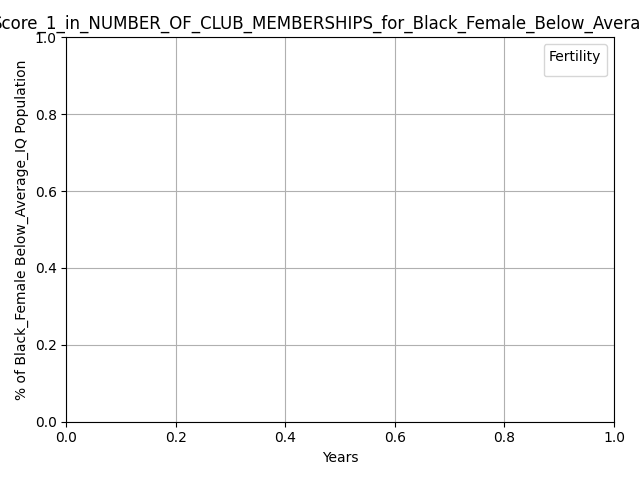 Score_1_in_NUMBER_OF_CLUB_MEMBERSHIPS_for_Black_Female_Below_Avera
Fertility
% of Black_Female Below_Average_IQ Population
1.0
0.8
0.6
0.4
0.2
0.0
0.0 0.2 0.4 0.6 0.8 1.0
Years